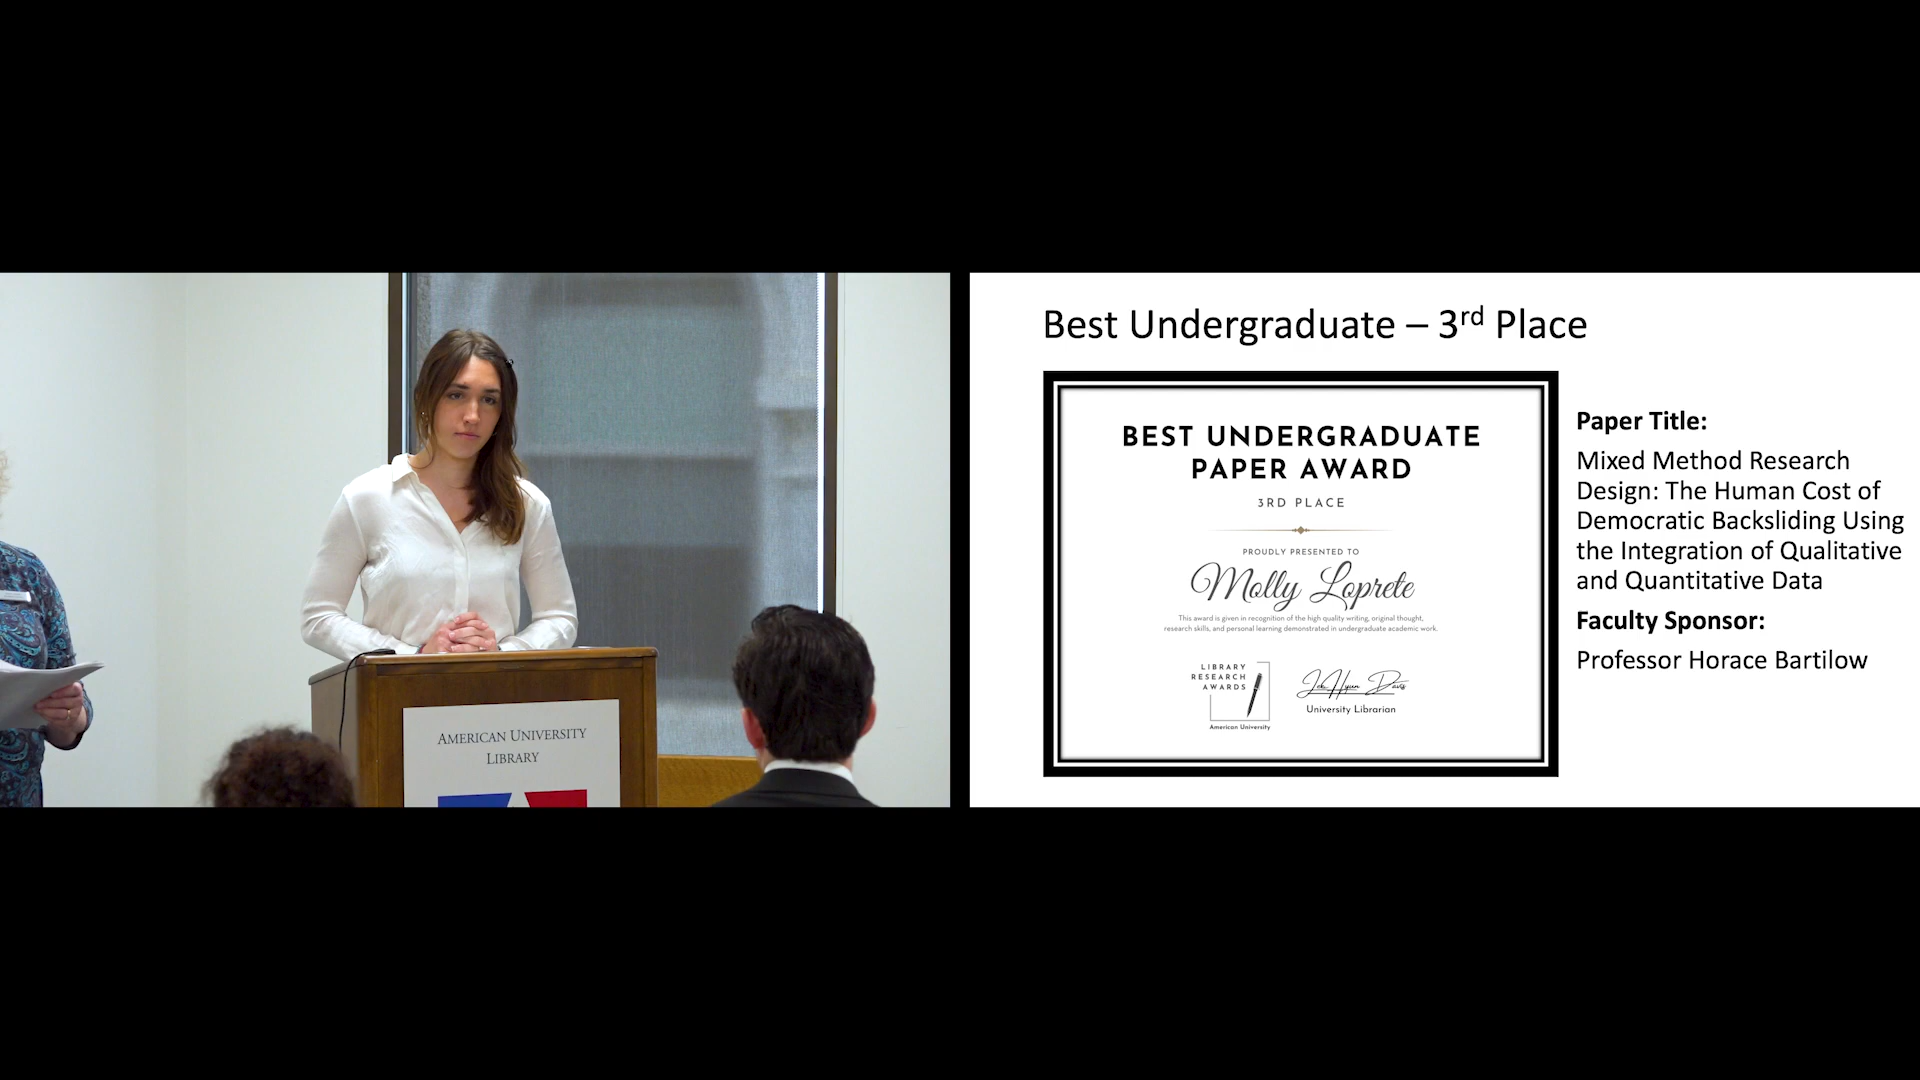 AMERICAN UNIVERSITY
LIBRARY
Best Undergraduate – 3rd Place
BEST UNDERGRADUATE
PAPER AWARD
3RD PLACE
PROUDLY PRESENTED TO
Molly Loprete
This award is given in recognition of the high quality writing, original thought,
research skills, and personal learning demonstrated in undergraduate academic work.
LIBRARY
RESEARCH
AWARDS
American University
University Librarian
Paper Title:
Mixed Method Research
Design: The Human Cost of
Democratic Backsliding Using
the Integration of Qualitative
and Quantitative Data
Faculty Sponsor:
Professor Horace Bartilow